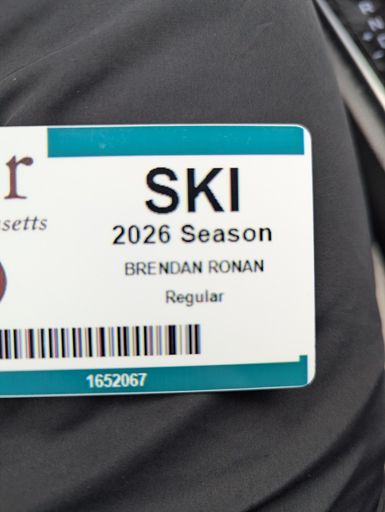 r
SKI
setts
2026 Season
BRENDAN RONAN
Regular
1652067